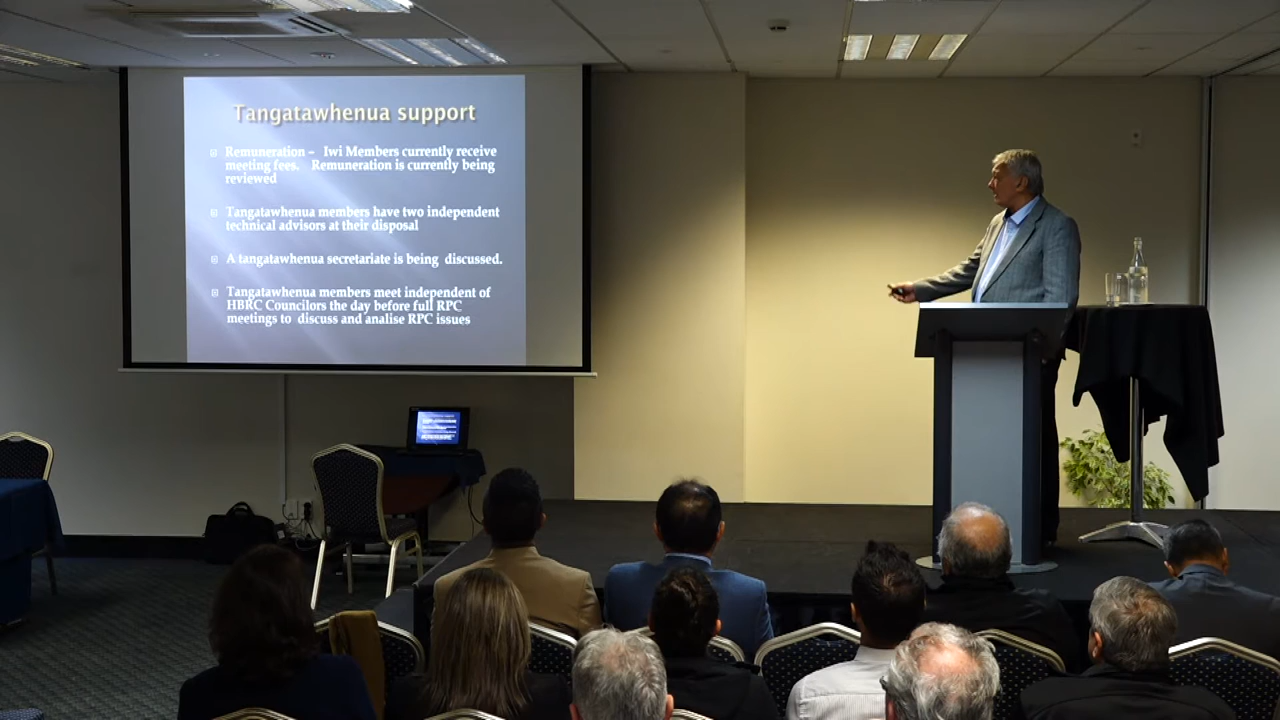 Tangatawhenua support
Remuneration – Iwi Members currently receive
meeting fees. Remuneration is currently being
reviewed
Tangatawhenua members have two independent
technical advisors at their disposal
A tangatawhenua secretariate is being discussed.
Tangatawhenua members meet independent of
HBRC Councilors the day before full RPC
meetings to discuss and analise RPC issues